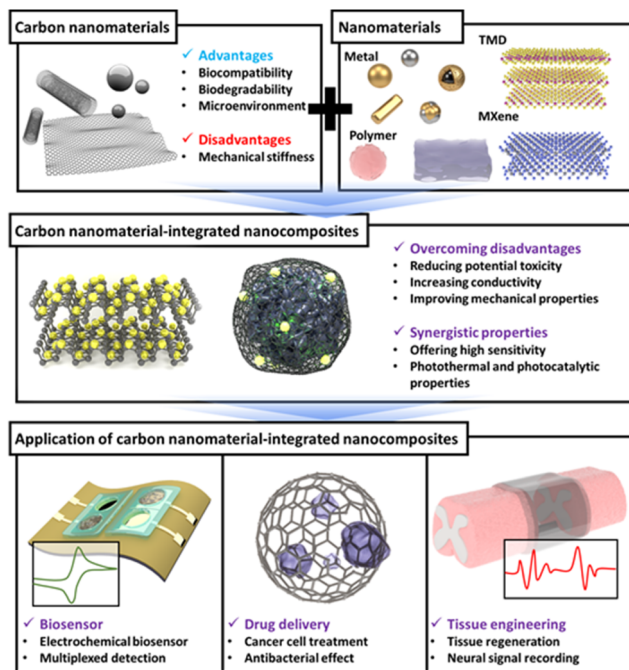 Carbon nanomaterials
✓ Advantages
• Biocompatibility
• Biodegradability
• Microenvironment
✓ Disadvantages
• Mechanical stiffness
Nanomaterials
Metal
TMD
Polymer
MXene
Carbon nanomaterial-integrated nanocomposites
✓ Overcoming disadvantages
• Reducing potential toxicity
• Increasing conductivity
• Improving mechanical properties
✓ Synergistic properties
• Offering high sensitivity
• Photothermal and photocatalytic
properties
Application of carbon nanomaterial-integrated nanocomposites
✓ Biosensor
• Electrochemical biosensor
• Multiplexed detection
✓ Drug delivery
• Cancer cell treatment
• Antibacterial effect
✓ Tissue engineering
• Tissue regeneration
• Neural signal recording